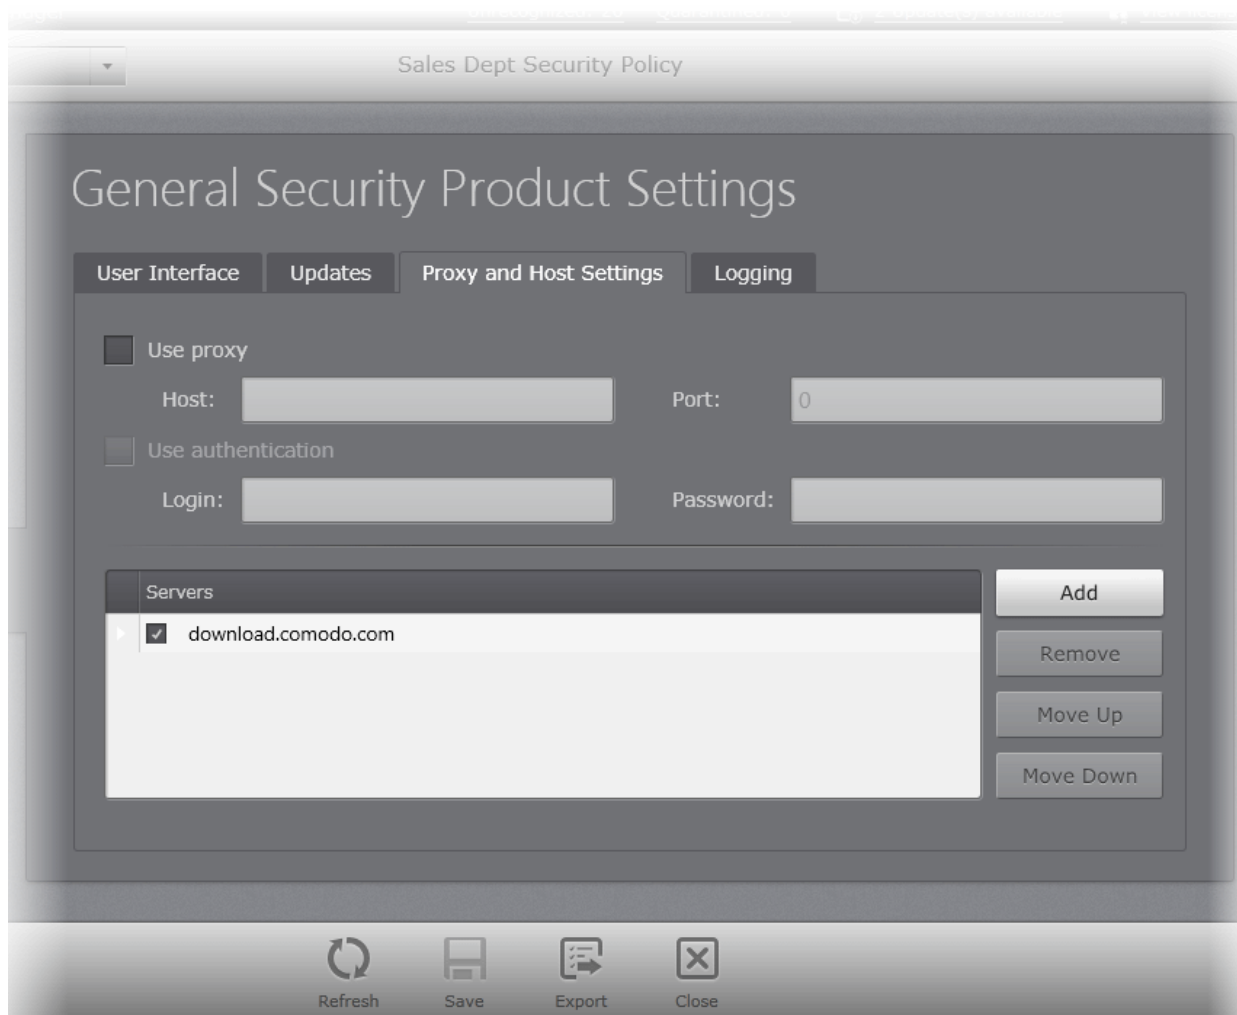 Sales Dept Security Policy
General Security Product Settings
User Interface Updates Proxy and Host Settings Logging
Use proxy
Host: Port: 0
Use authentication
Login: Password:
Servers Add
download.comodo.com
Remove
Move Up
Move Down
Refresh Save Export Close